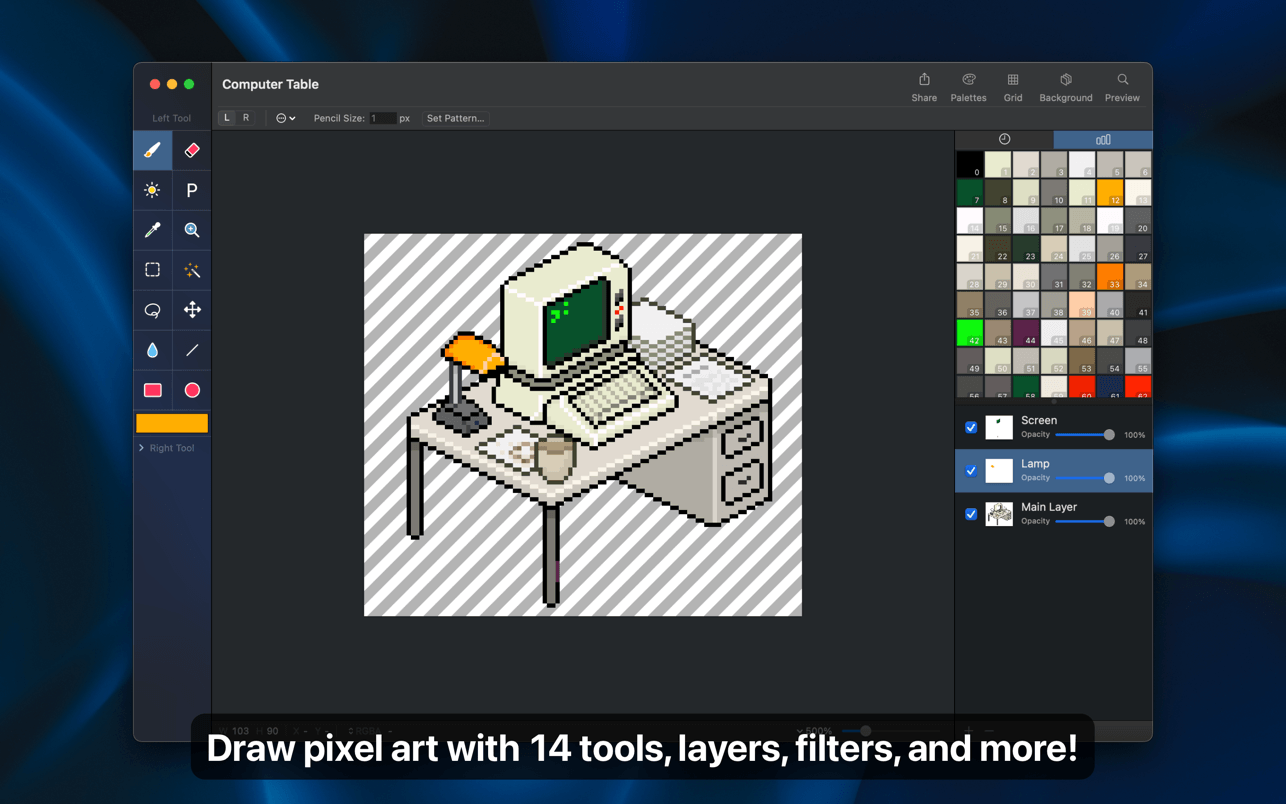 Computer Table
Share Palettes Grid Background Preview
Left Tool
L R Pencil Size: 1 px Set Pattern...
P
Right Tool
0 1 2 3 4 5 6
7 8 9 10 11 12 13
14 15 16 17 18 19 20
21 22 23 24 25 26 27
28 29 30 31 32 33 34
35 36 37 38 39 40 41
42 43 44 45 46 47 48
49 50 51 52 53 54 55
56 57 58 59 60 61 62
Screen
Opacity 100%
Lamp
Opacity 100%
Main Layer
Opacity 100%
103 H 90 X - Y - 500%
Draw pixel art with 14 tools, layers, filters, and more!